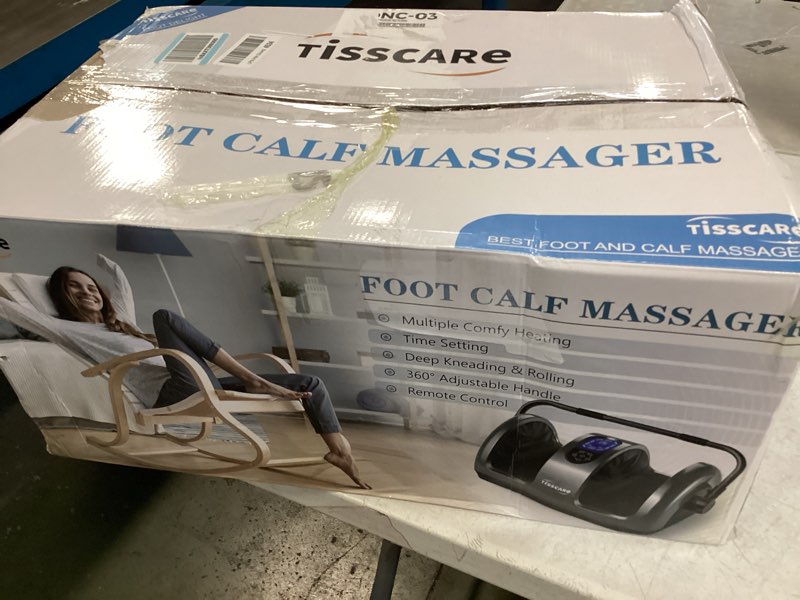 TISSCARE
NC-03
TISSCARE
FOOT CALF MASSAGER
TISSCARE
BEST FOOT AND CALF MASSAGE
FOOT CALF MASSAGER
Multiple Comfy Heating
Time Setting
Deep Kneading & Rolling
360° Adjustable Handle
Remote Control
TISSCARE